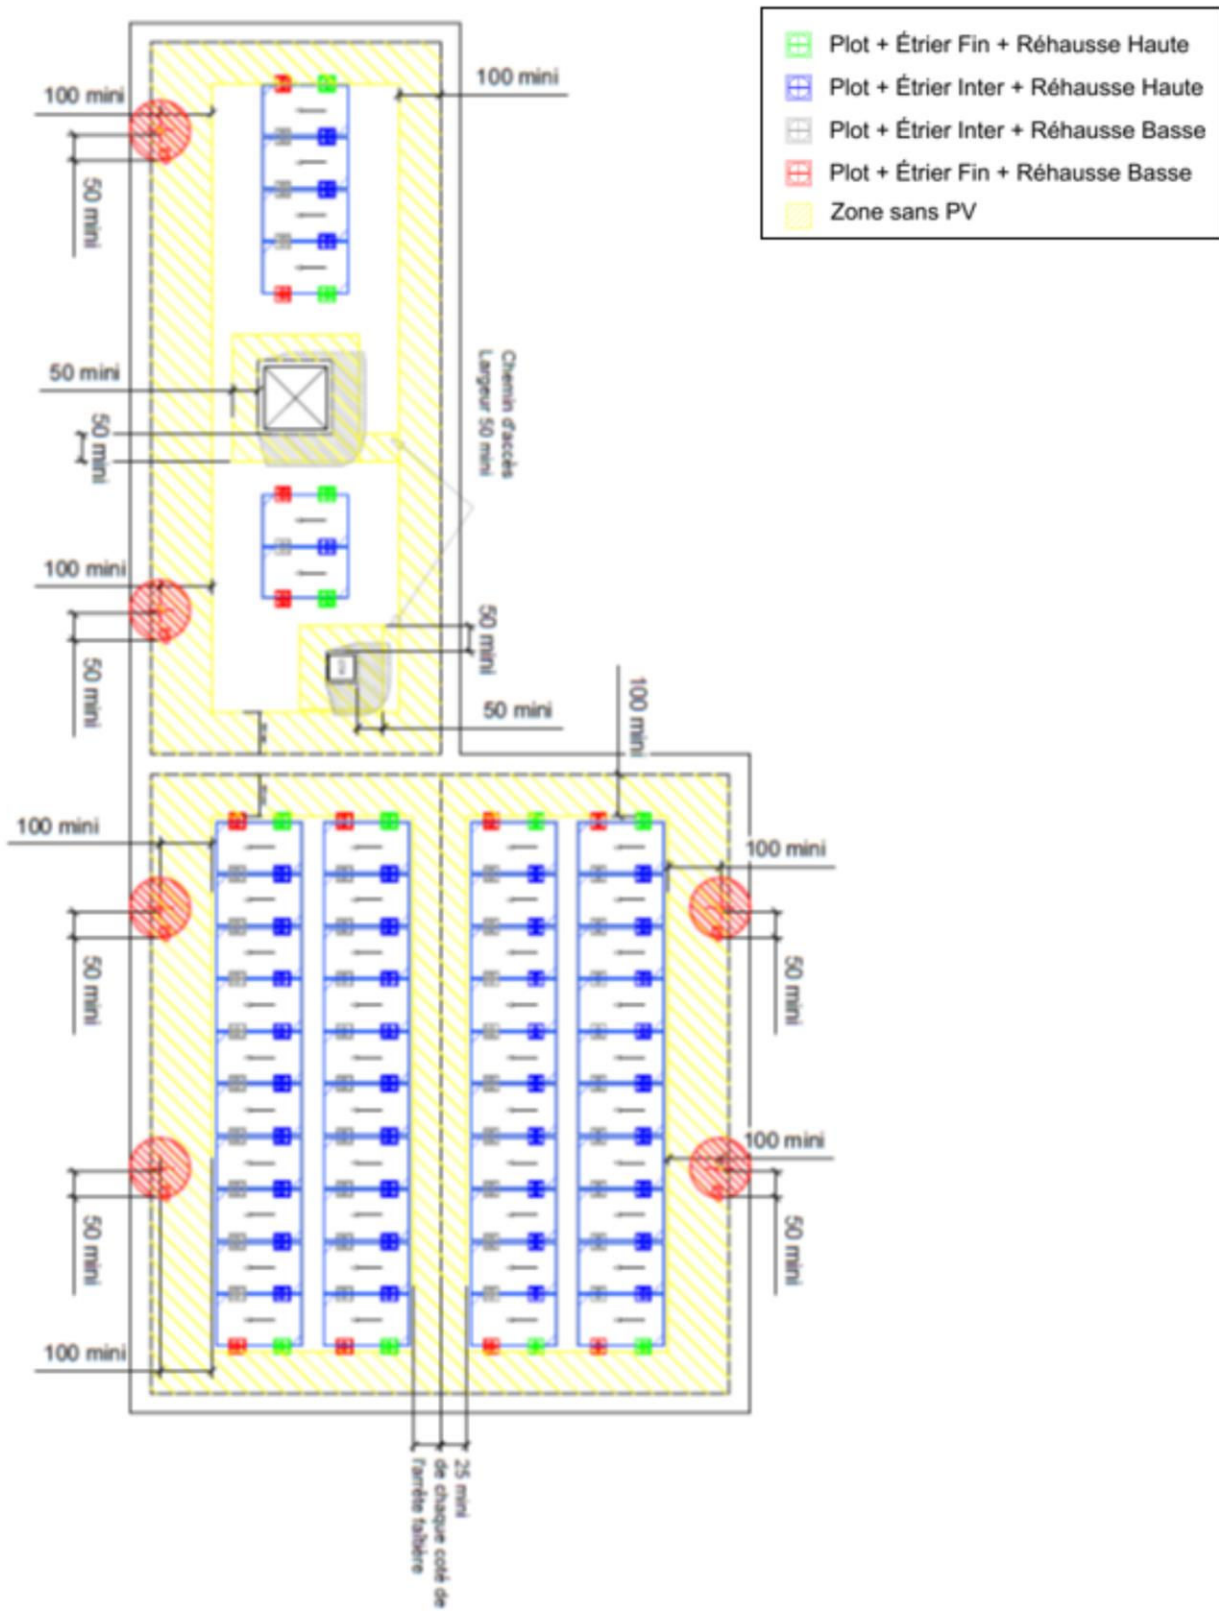 Plot + Étrier Fin + Réhausse Haute
Plot + Étrier Inter + Réhausse Haute
Plot + Étrier Inter + Réhausse Basse
Plot + Étrier Fin + Réhausse Basse
Zone sans PV
100 mini
100 mini
50 mini
Chemin d'accès
Largeur 50 mini
50 mini
50 mini
100 mini
50 mini
50 mini
50 mini
100 mini
100 mini
100 mini
50 mini
50 mini
100 mini
50 mini
50 mini
100 mini
25 mini
de chaque coté de
l'arrête faîtière